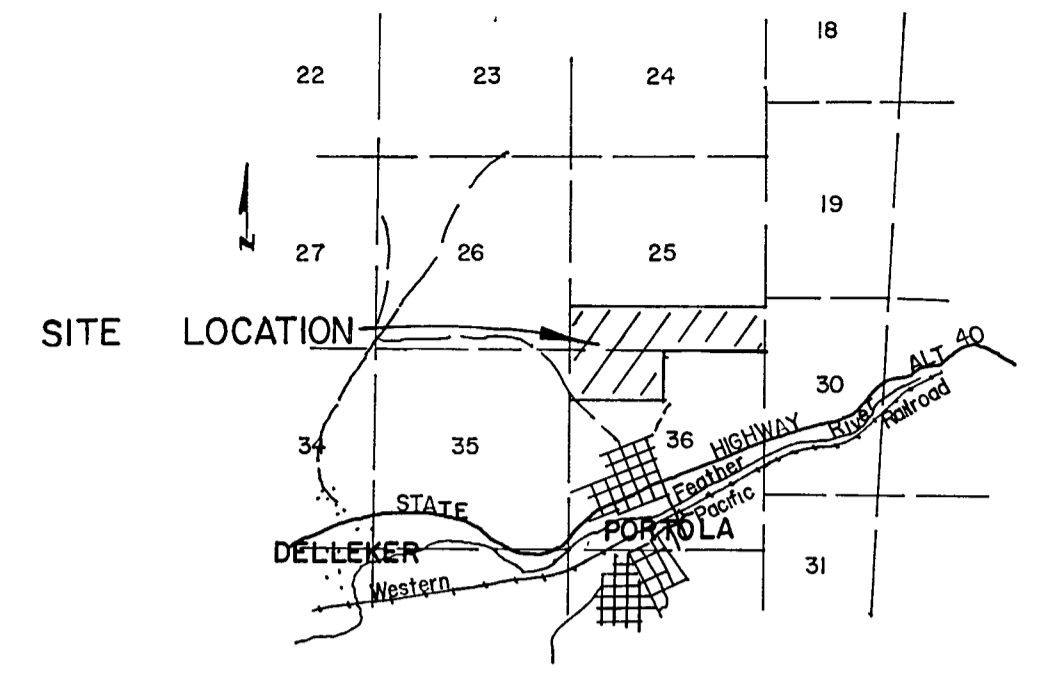 18
22 23 24
19
N
27 26 25
SITE LOCATION
ALT 40
30
River
Railroad
34 35 36
HIGHWAY
Feather
Pacific
STATE
PORTOLA
DELLEKER
31
Western